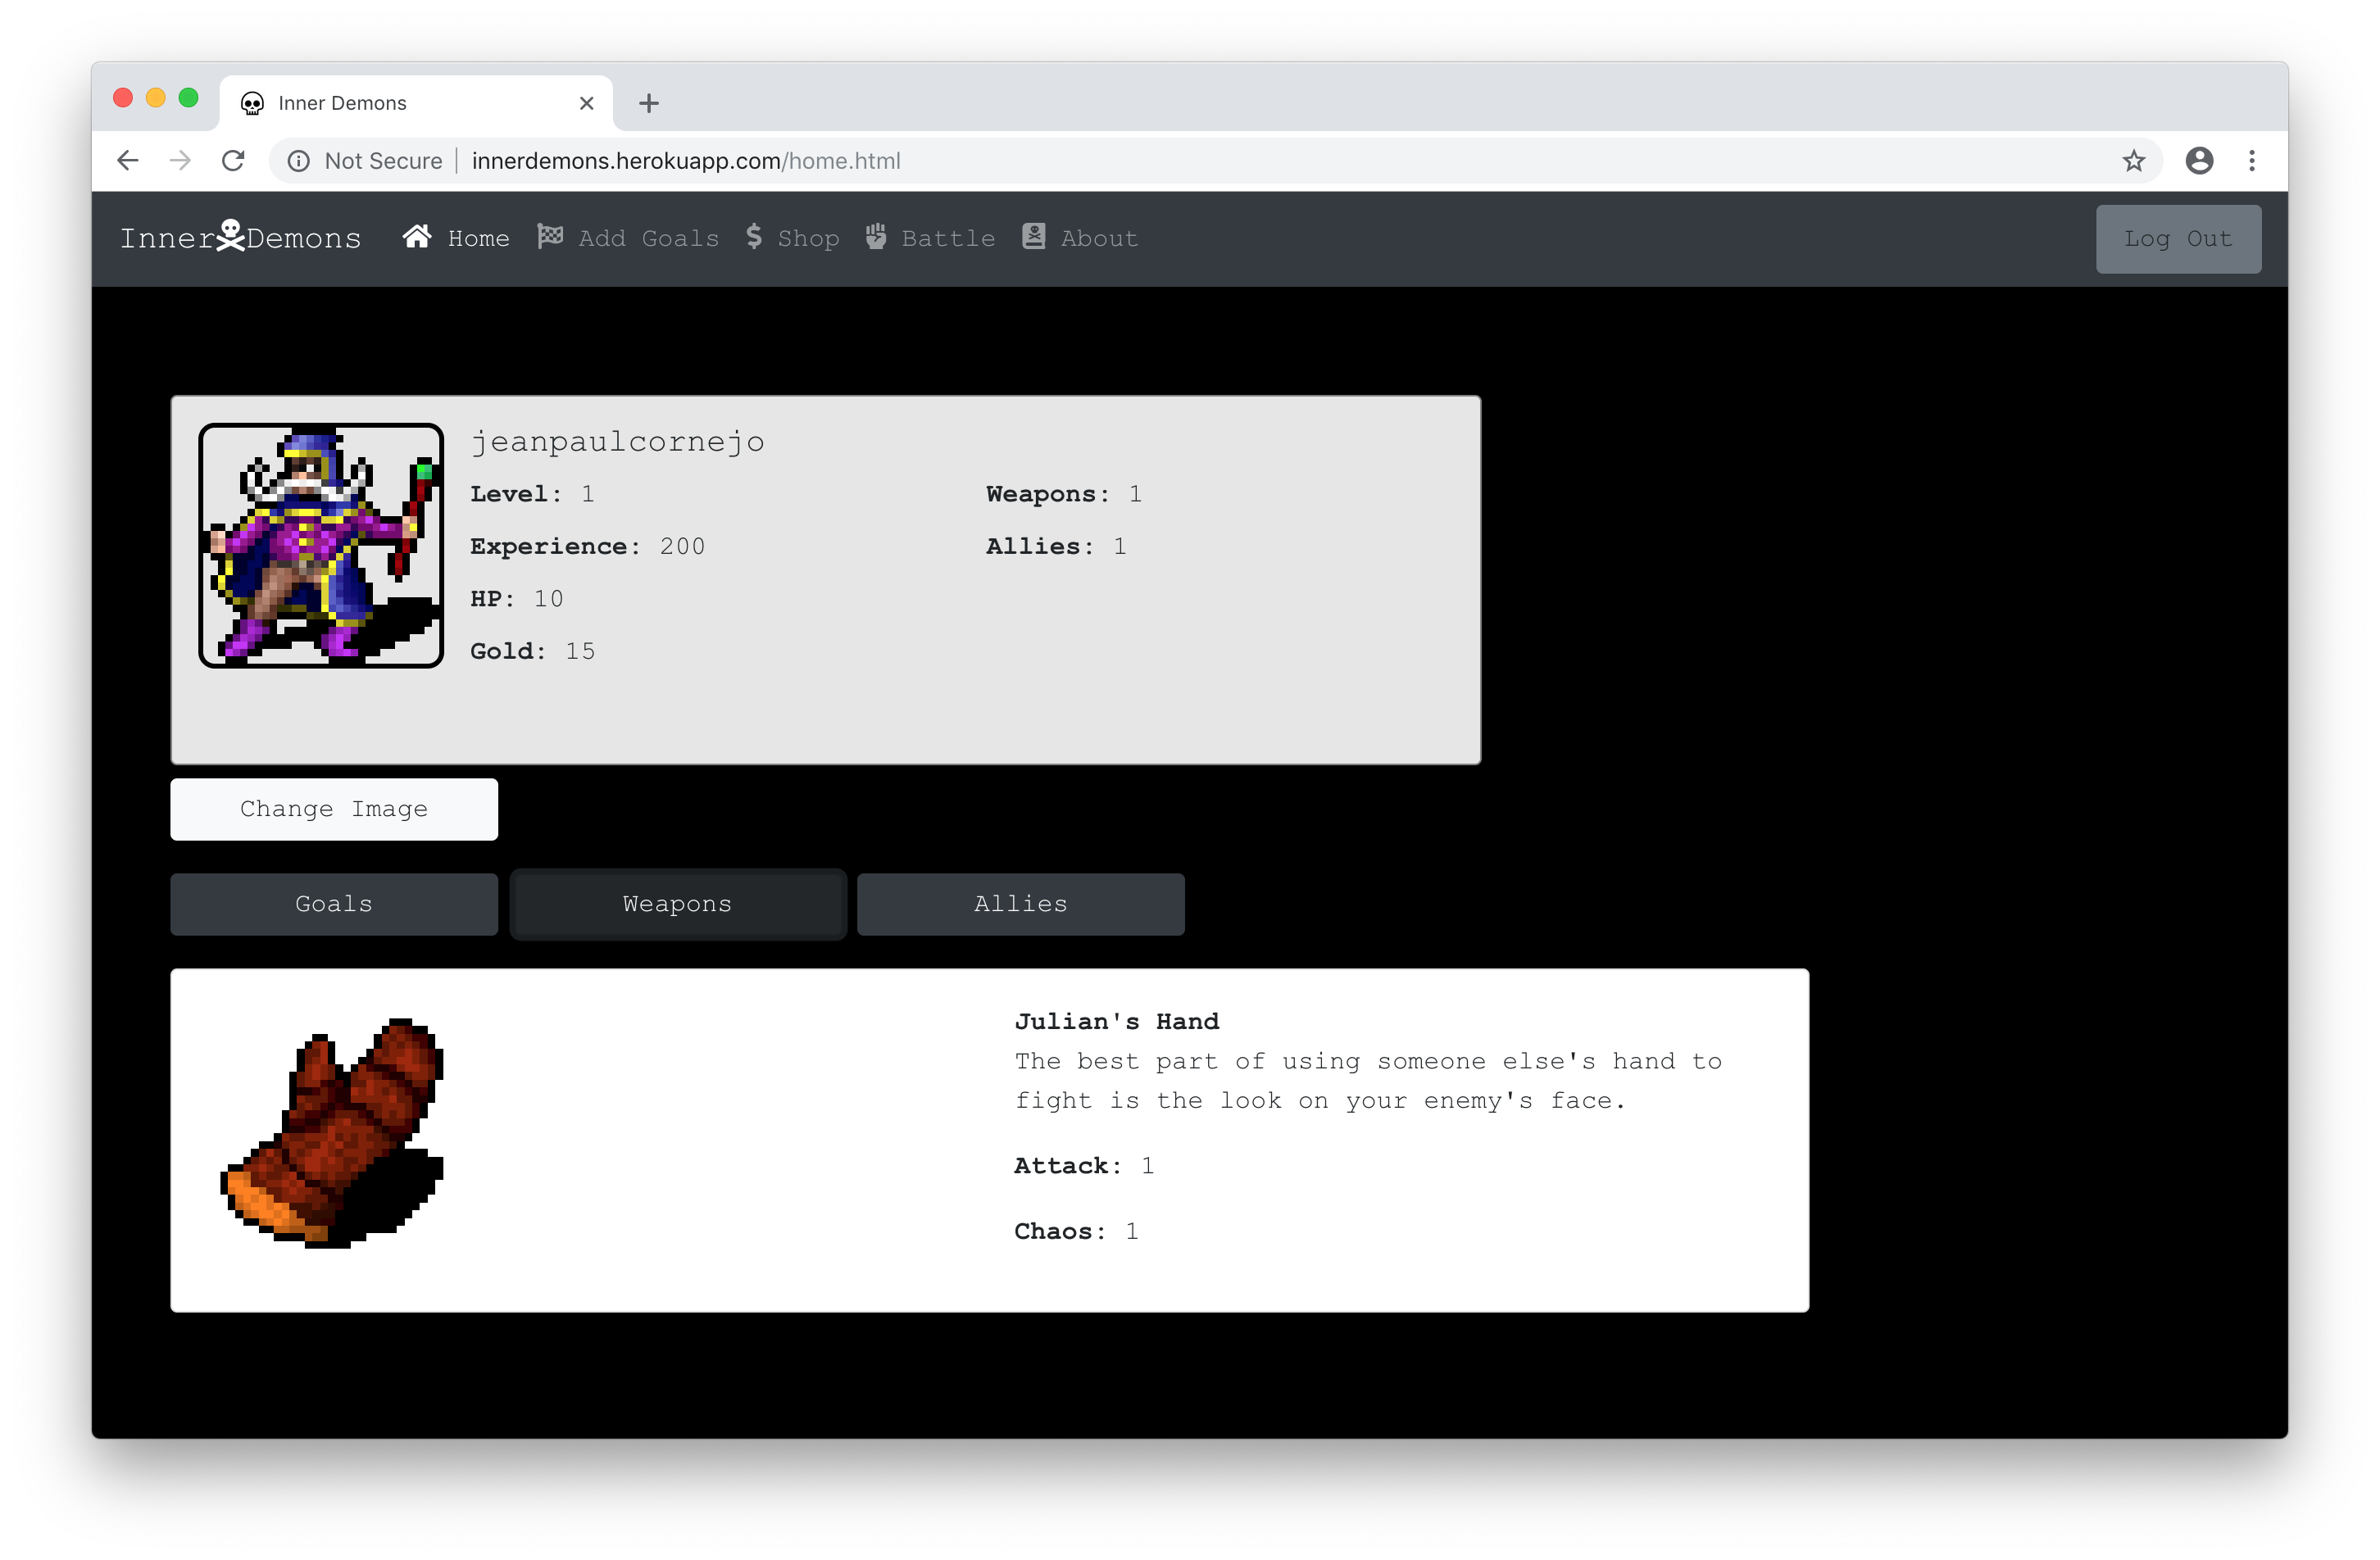 Inner Demons
Not Secure innerdemons.herokuapp.com/home.html
Inner Demons Home Add Goals $ Shop Battle About Log Out
jeanpaulcornejo
Level: 1 Weapons: 1
Experience: 200 Allies: 1
HP: 10
Gold: 15
Change Image
Goals Weapons Allies
Julian's Hand
The best part of using someone else's hand to
fight is the look on your enemy's face.
Attack: 1
Chaos: 1